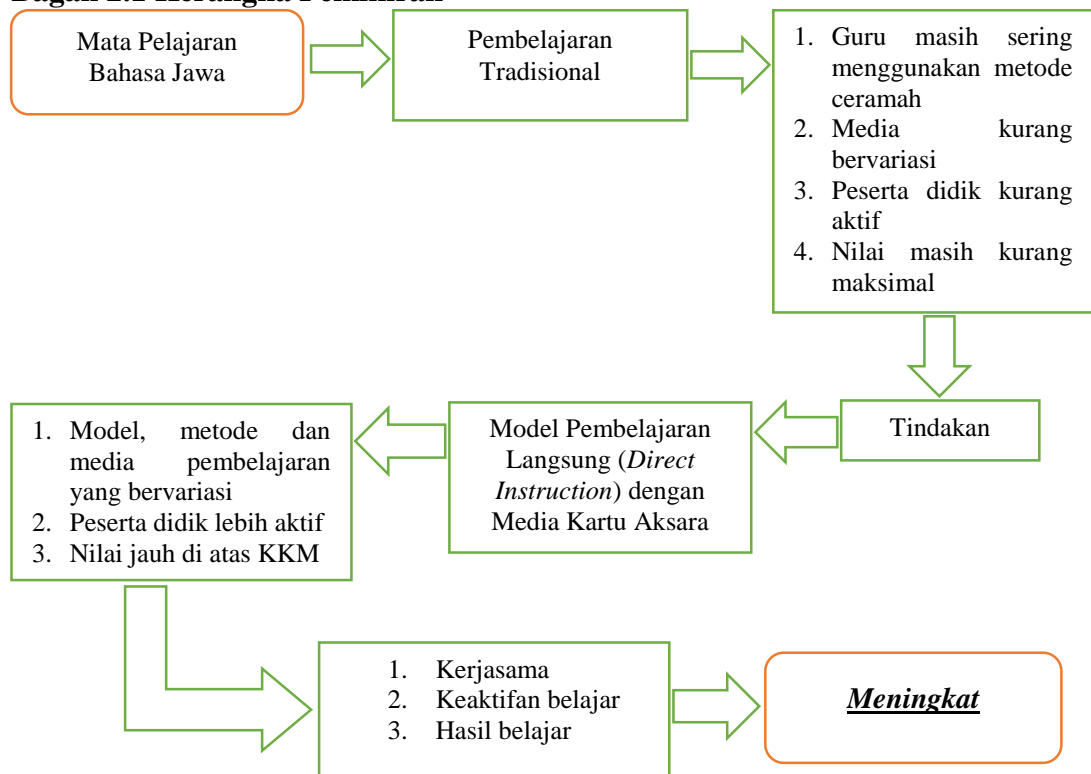 Mata Pelajaran
Bahasa Jawa
Pembelajaran
Tradisional
1. Guru masih sering
menggunakan metode
ceramah
2. Media kurang
bervariasi
3. Peserta didik kurang
aktif
4. Nilai masih kurang
maksimal
Tindakan
Model Pembelajaran
Langsung (Direct
Instruction) dengan
Media Kartu Aksara
1. Model, metode dan
media pembelajaran
yang bervariasi
2. Peserta didik lebih aktif
3. Nilai jauh di atas KKM
1. Kerjasama
2. Keaktifan belajar
3. Hasil belajar
Meningkat